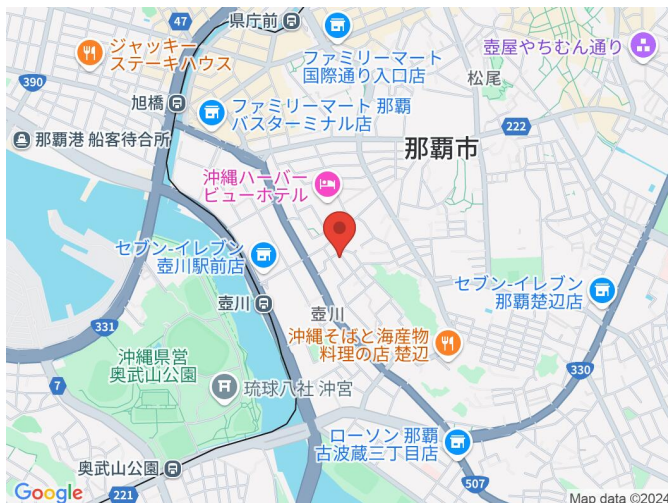 県庁前
47
ジャッキー
ステーキハウス
ファミリーマート
国際通り入口店
壺屋やちむん通り
松尾
390
旭橋
ファミリーマート 那覇
バスターミナル店
222
那覇港 船客待合所
那覇市
沖縄ハーバー
ビューホテル
セブン-イレブン
壺川駅前店
セブン-イレブン
那覇楚辺店
壺川
壺川
331
沖縄そばと海産物
料理の店 楚辺
沖縄県営
奥武山公園
330
7
琉球八社 沖宮
ローソン 那覇
古波蔵三丁目店
奥武山公園
507
221
Google
Map data ©2024